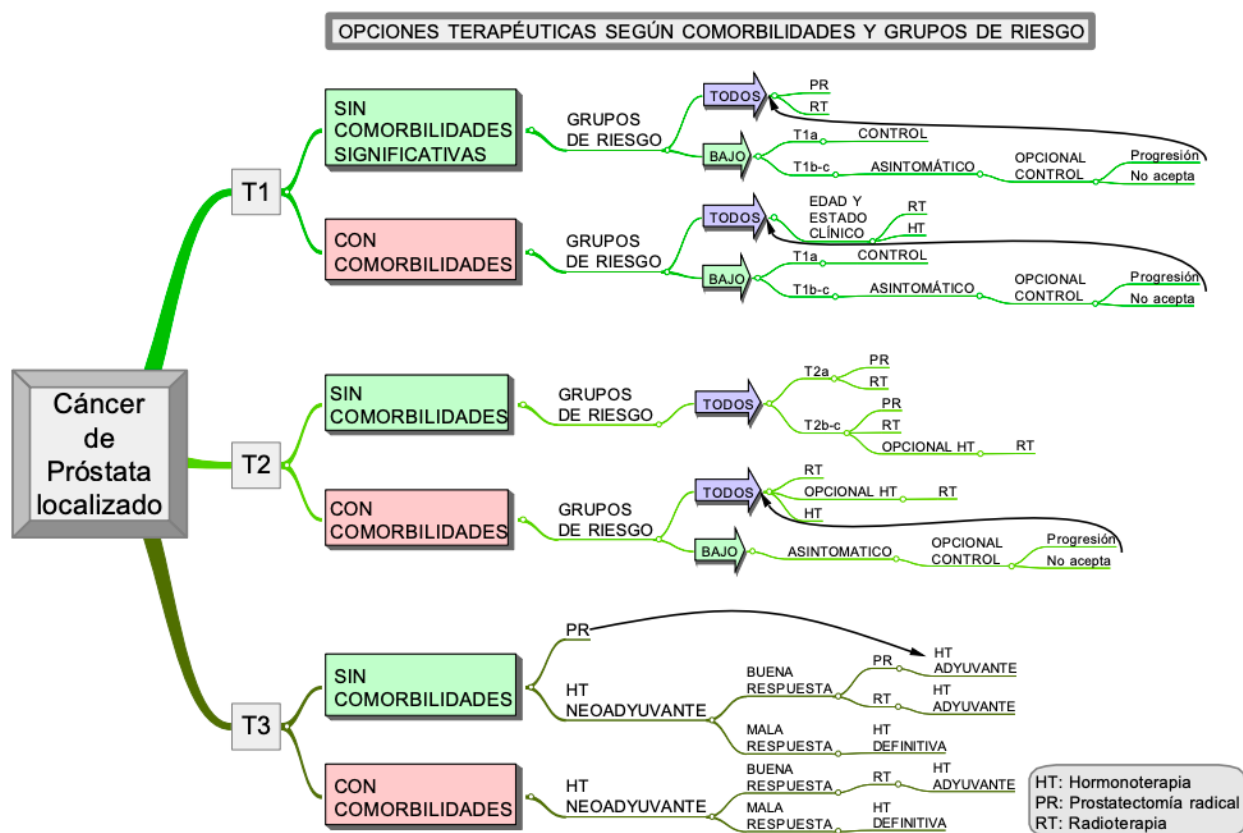 OPCIONES TERAPÉUTICAS SEGÚN COMORBILIDADES Y GRUPOS DE RIESGO
Cáncer
de
Próstata
localizado
T1
SIN
COMORBILIDADES
SIGNIFICATIVAS
GRUPOS
DE RIESGO
TODOS
PR
RT
BAJO
T1a
CONTROL
T1b-c
ASINTOMÁTICO
OPCIONAL
CONTROL
Progresión
No acepta
CON
COMORBILIDADES
GRUPOS
DE RIESGO
TODOS
EDAD Y
ESTADO
CLÍNICO
RT
HT
BAJO
T1a
CONTROL
T1b-c
ASINTOMÁTICO
OPCIONAL
CONTROL
Progresión
No acepta
T2
SIN
COMORBILIDADES
GRUPOS
DE RIESGO
TODOS
T2a
PR
RT
T2b-c
PR
RT
OPCIONAL HT
RT
CON
COMORBILIDADES
GRUPOS
DE RIESGO
TODOS
RT
OPCIONAL HT
RT
HT
BAJO
ASINTOMATICO
OPCIONAL
CONTROL
Progresión
No acepta
T3
SIN
COMORBILIDADES
PR
HT
NEOADYUVANTE
BUENA
RESPUESTA
PR
HT
ADYUVANTE
RT
HT
ADYUVANTE
MALA
RESPUESTA
HT
DEFINITIVA
CON
COMORBILIDADES
HT
NEOADYUVANTE
BUENA
RESPUESTA
RT
HT
ADYUVANTE
MALA
RESPUESTA
HT
DEFINITIVA
HT: Hormonoterapia
PR: Prostatectomía radical
RT: Radioterapia